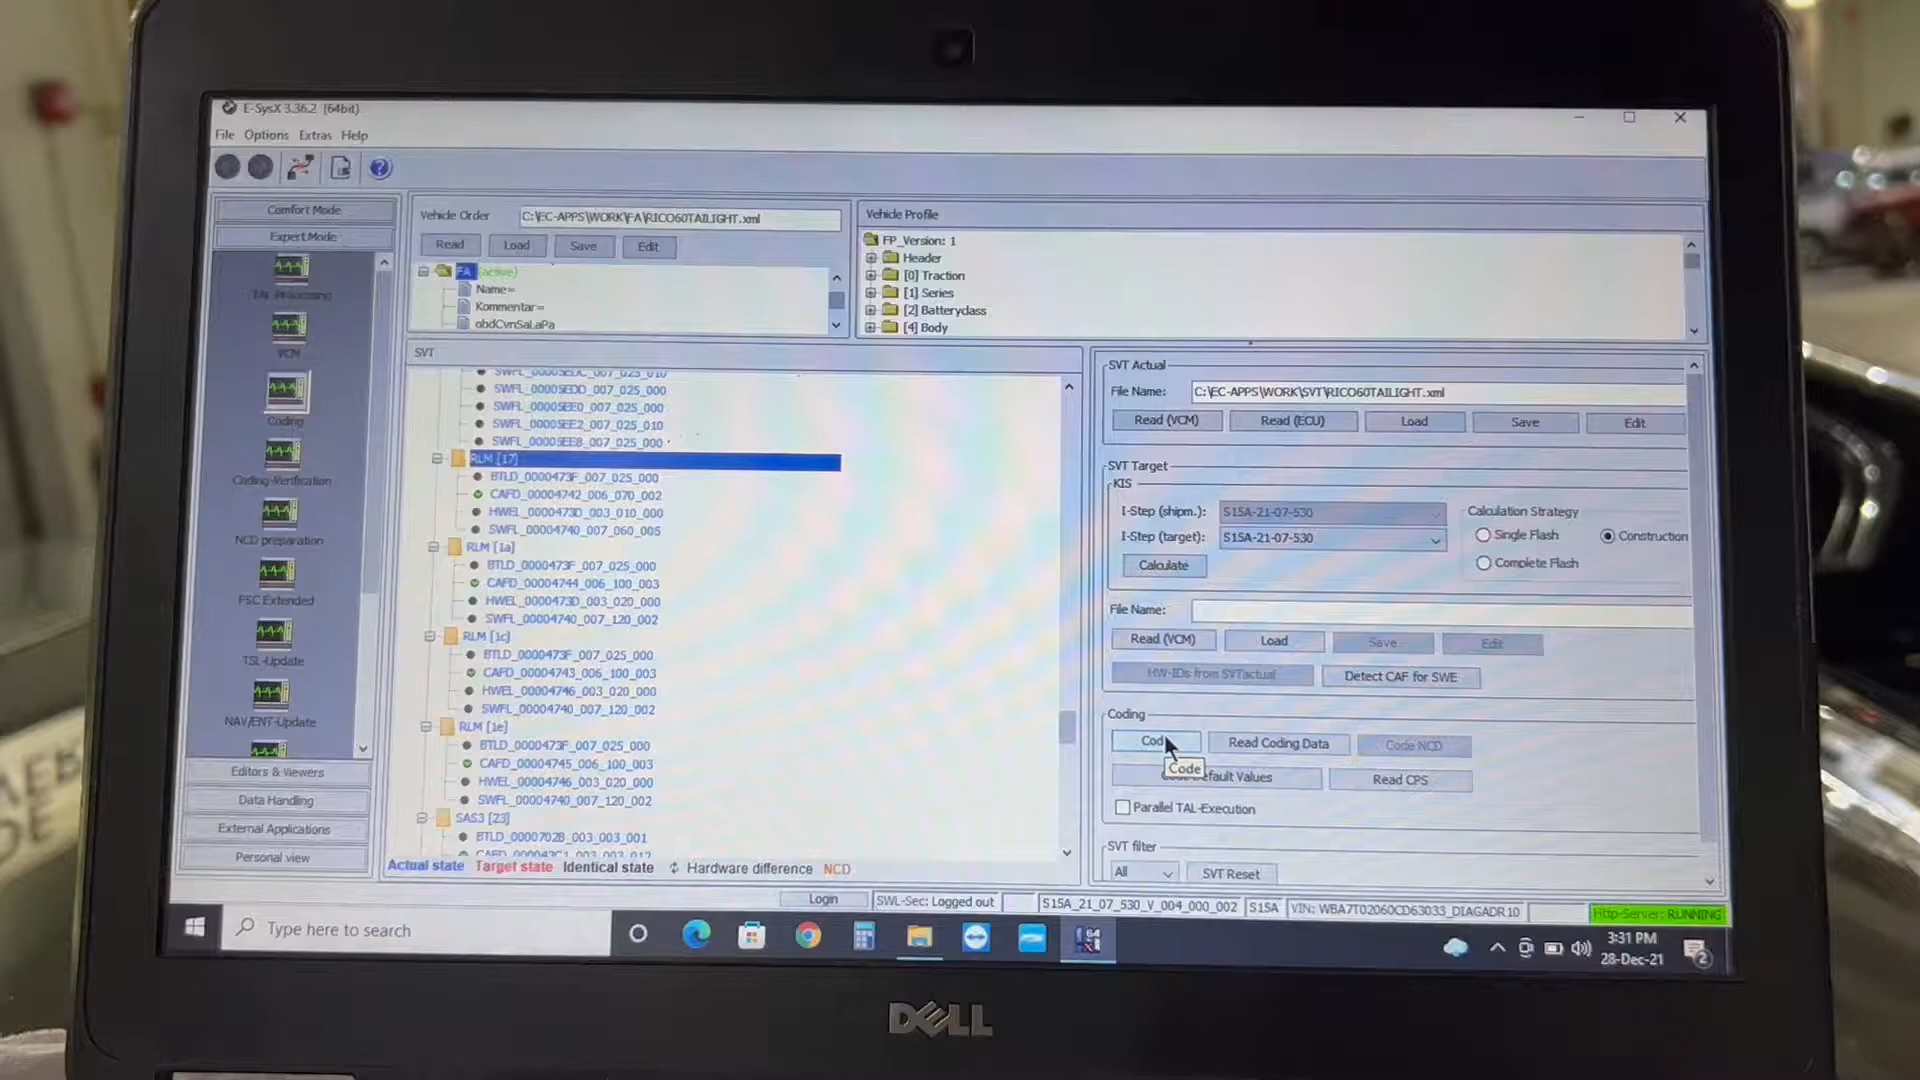 E-SysX 3.36.2 (64bit)
File Options Extras Help
Comfort Mode
Expert Mode
VCM
Coding
Coding-Verification
NCD preparation
FSC Extended
TSL-Update
NAV/ENT-Update
Editors & Viewers
Data Handling
External Applications
Personal view
Vehicle Order
C:\EC-APPS\WORK\FA\RICO60TAILIGHT.xml
Read Load Save Edit
FA (active)
Name=
Kommentar=
obdCvnSaLaPa
Vehicle Profile
FP_Version: 1
Header
[0] Traction
[1] Series
[2] Batteryclass
[4] Body
SVT
SWFL_00005EDC_007_025_010
SWFL_00005EDD_007_025_000
SWFL_00005EE0_007_025_000
SWFL_00005EE2_007_025_010
SWFL_00005EE8_007_025_000
RLM [17]
BTLD_0000473F_007_025_000
CAFD_00004742_006_070_002
HWEL_0000473D_003_010_000
SWFL_00004740_007_060_005
RLM [1a]
BTLD_0000473F_007_025_000
CAFD_00004744_006_100_003
HWEL_0000473D_003_020_000
SWFL_00004740_007_120_002
RLM [1c]
BTLD_0000473F_007_025_000
CAFD_00004743_006_100_003
HWEL_00004746_003_020_000
SWFL_00004740_007_120_002
RLM [1e]
BTLD_0000473F_007_025_000
CAFD_00004745_006_100_003
HWEL_00004746_003_020_000
SWFL_00004740_007_120_002
SAS3 [23]
BTLD_00007028_003_003_001
Actual state Target state Identical state Hardware difference NCD
SVT Actual
File Name: C:\EC-APPS\WORK\SVT\RICO60TAILIGHT.xml
Read (VCM) Read (ECU) Load Save Edit
SVT Target
KIS
I-Step (shipm.): S15A-21-07-530
I-Step (target): S15A-21-07-530
Calculate
Calculation Strategy
Single Flash Construction
Complete Flash
File Name:
Read (VCM) Load Save Edit
HW-IDs from SVTactual Detect CAF for SWE
Coding
Read Coding Data Code NCD
Code
Values Read CPS
Parallel TAL-Execution
SVT filter
All SVT Reset
Login SWL-Sec: Logged out S15A_21_07_530_V_004_000_002 S15A VIN: WBA7T02060CD63033_DIAGADR10 Http-Server: RUNNING
Type here to search
64
3:31 PM
28-Dec-21
2
DELL